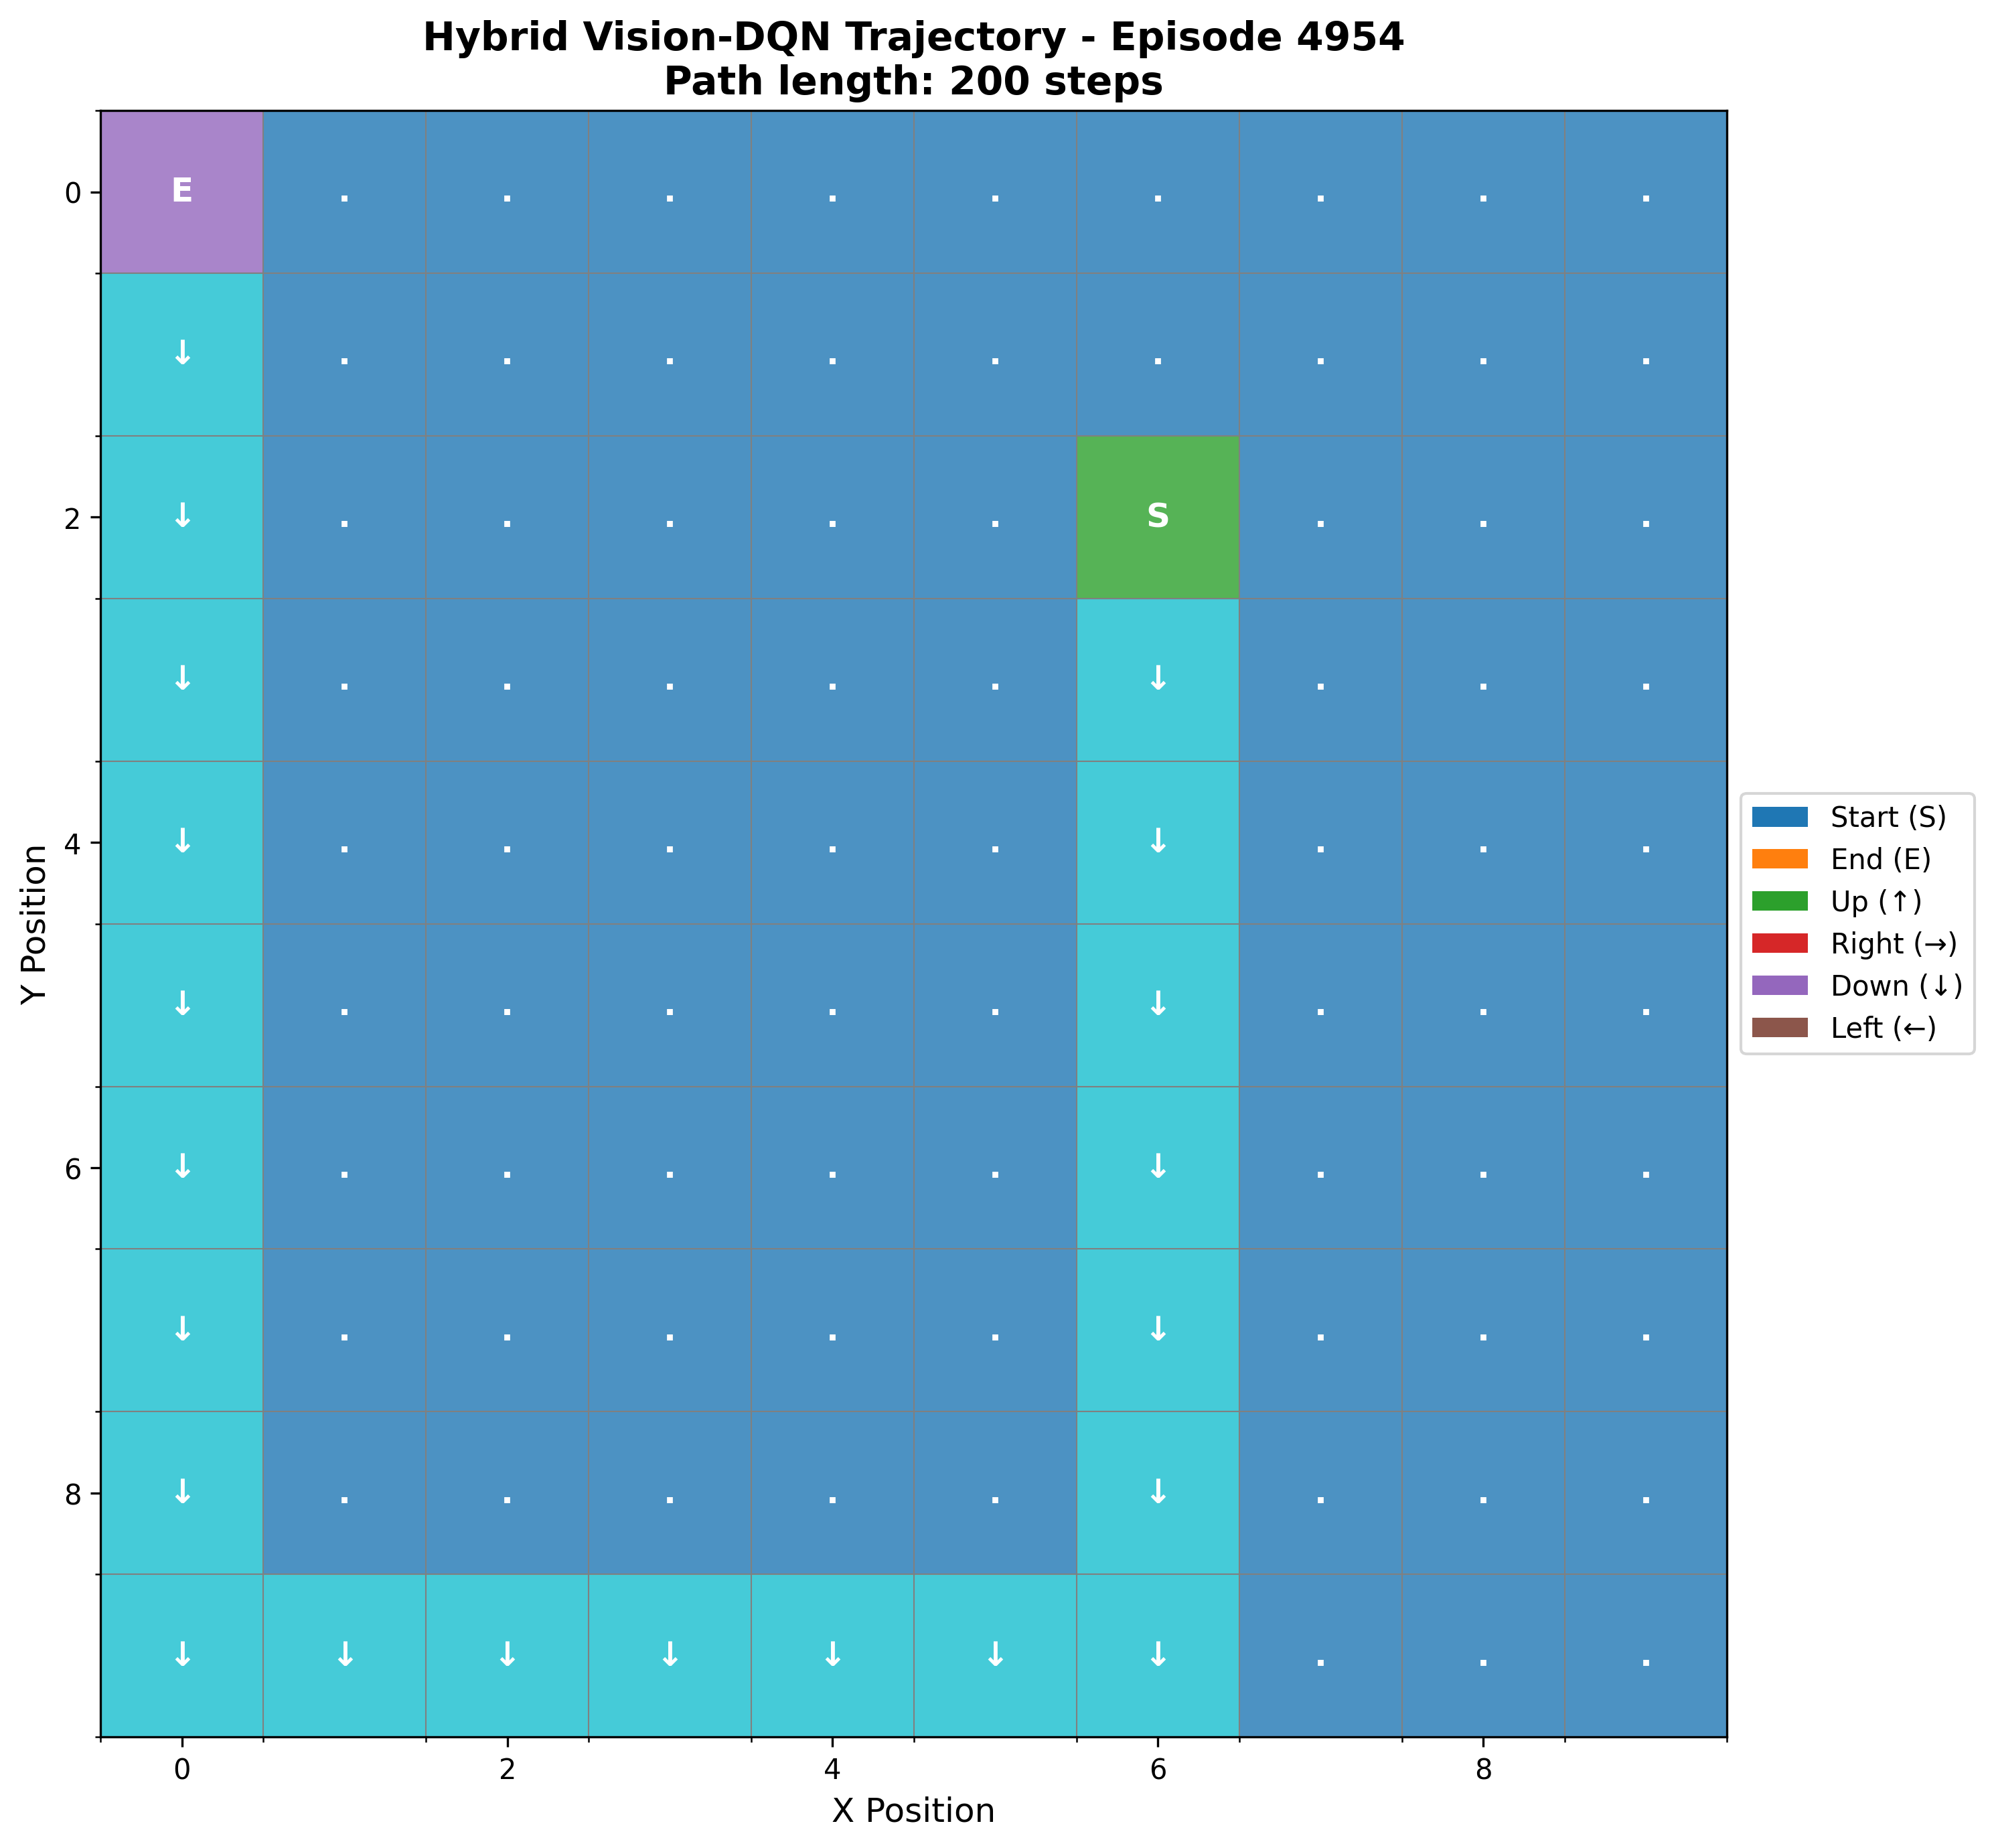 Hybrid Vision-DQN Trajectory - Episode 4954
Path length: 200 steps
0 E . . . . . . . . .
↓ . . . . . . . . .
2 ↓ . . . . . S . . .
↓ . . . . . ↓ . . .
4 ↓ . . . . . ↓ . . .
↓ . . . . . ↓ . . .
6 ↓ . . . . . ↓ . . .
↓ . . . . . ↓ . . .
8 ↓ . . . . . ↓ . . .
↓ ↓ ↓ ↓ ↓ ↓ ↓ . . .
0 2 4 6 8
X Position
Y Position
Start (S)
End (E)
Up (↑)
Right (→)
Down (↓)
Left (←)